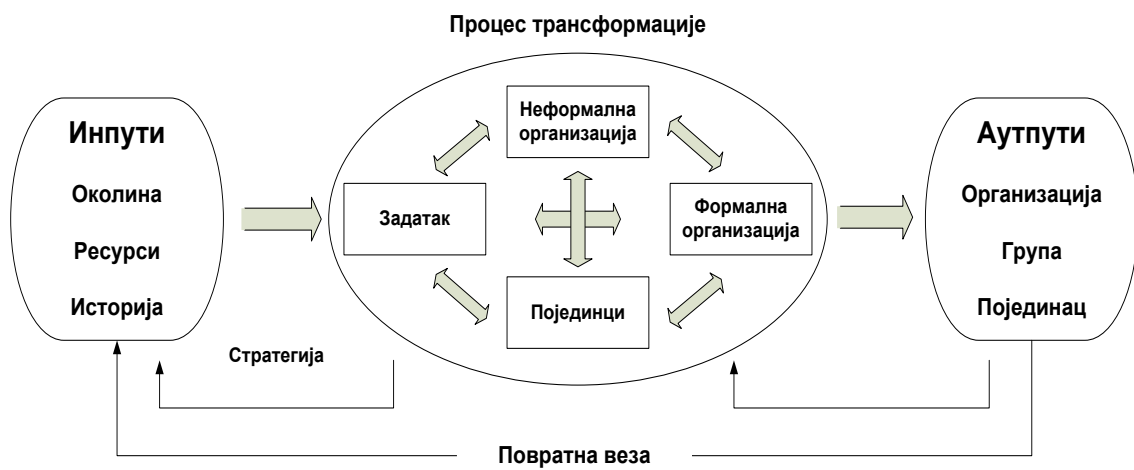 Процес трансформације
Инпути
Околина
Ресурси
Историја
Неформална
организација
Задатак
Формална
организација
Појединци
Аутпути
Организација
Група
Појединац
Стратегија
Повратна веза